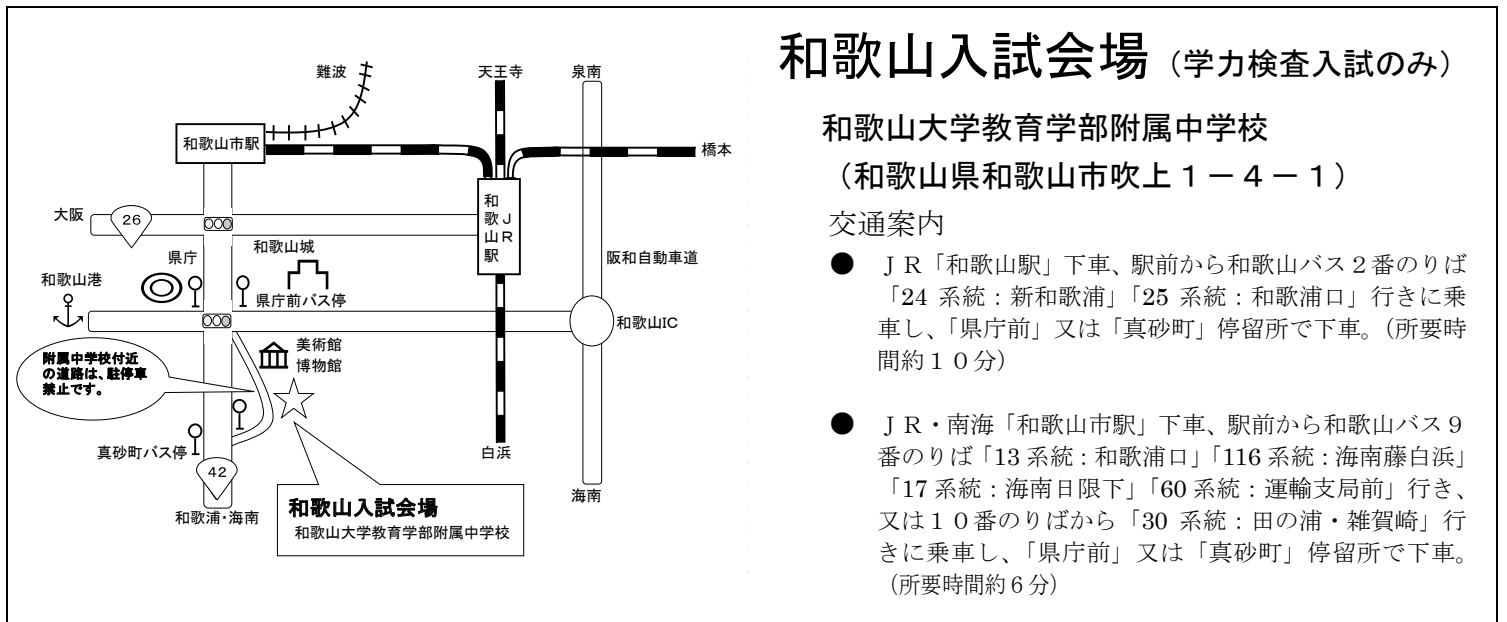 難波
天王寺
泉南
和歌山市駅
橋本
大阪
26
和歌山駅
JR
県庁
和歌山城
阪和自動車道
和歌山港
県庁前バス停
和歌山IC
附属中学校付近
の道路は、駐停車
禁止です。
美術館
博物館
真砂町バス停
42
白浜
海南
和歌浦・海南
和歌山入試会場
和歌山大学教育学部附属中学校
和歌山入試会場（学力検査入試のみ）
和歌山大学教育学部附属中学校
（和歌山県和歌山市吹上１－４－１）
交通案内
● ＪＲ「和歌山駅」下車、駅前から和歌山バス２番のりば
「24 系統：新和歌浦」「25 系統：和歌浦口」行きに乗
車し、「県庁前」又は「真砂町」停留所で下車。（所要時
間約１０分）
● ＪＲ・南海「和歌山市駅」下車、駅前から和歌山バス９
番のりば「13 系統：和歌浦口」「116 系統：海南藤白浜」
「17 系統：海南日限下」「60 系統：運輸支局前」行き、
又は１０番のりばから「30 系統：田の浦・雑賀崎」行
きに乗車し、「県庁前」又は「真砂町」停留所で下車。
（所要時間約６分）